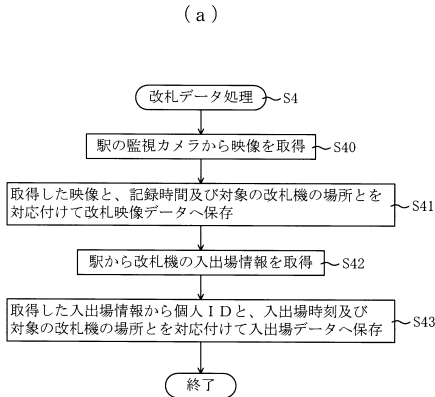 （ａ）
改札データ処理 S4
駅の監視カメラから映像を取得 S40
取得した映像と、記録時間及び対象の改札機の場所とを
対応付けて改札映像データへ保存 S41
駅から改札機の入出場情報を取得 S42
取得した入出場情報から個人ＩＤと、入出場時刻及び
対象の改札機の場所とを対応付けて入出場データへ保存 S43
終了